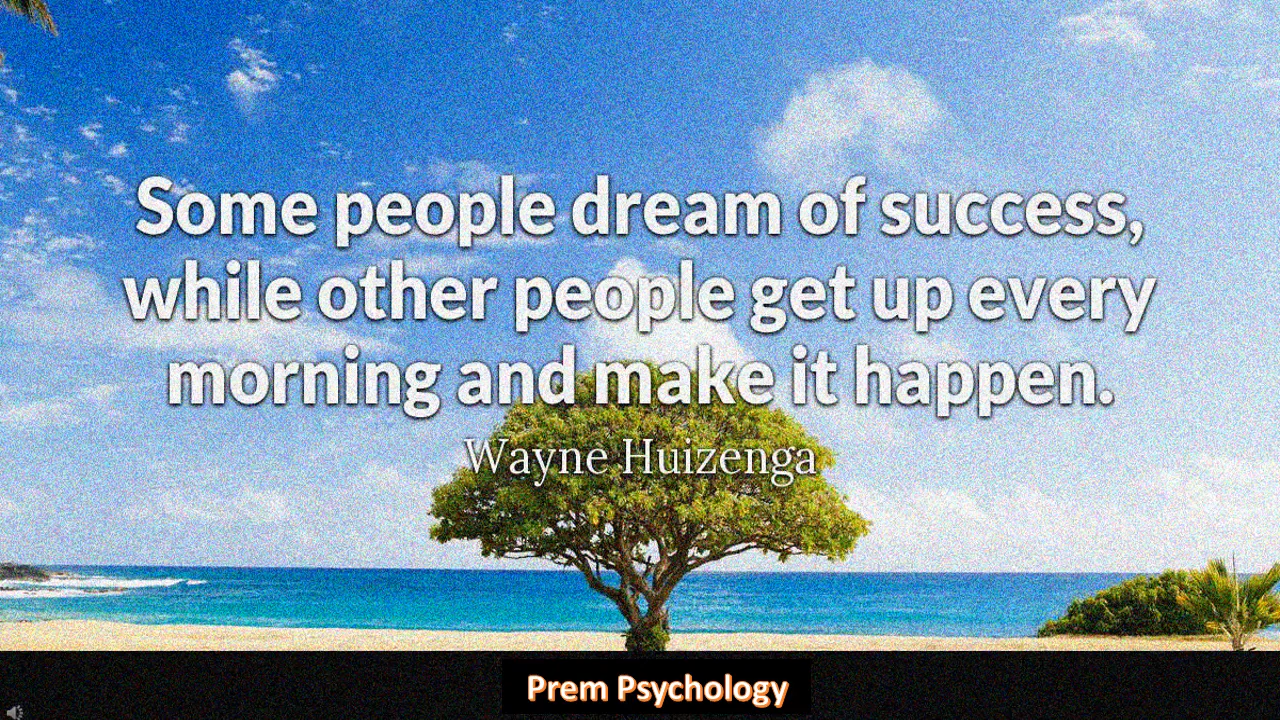 Some people dream of success,
while other people get up every
morning and make it happen.
Wayne Huizenga
Prem Psychology